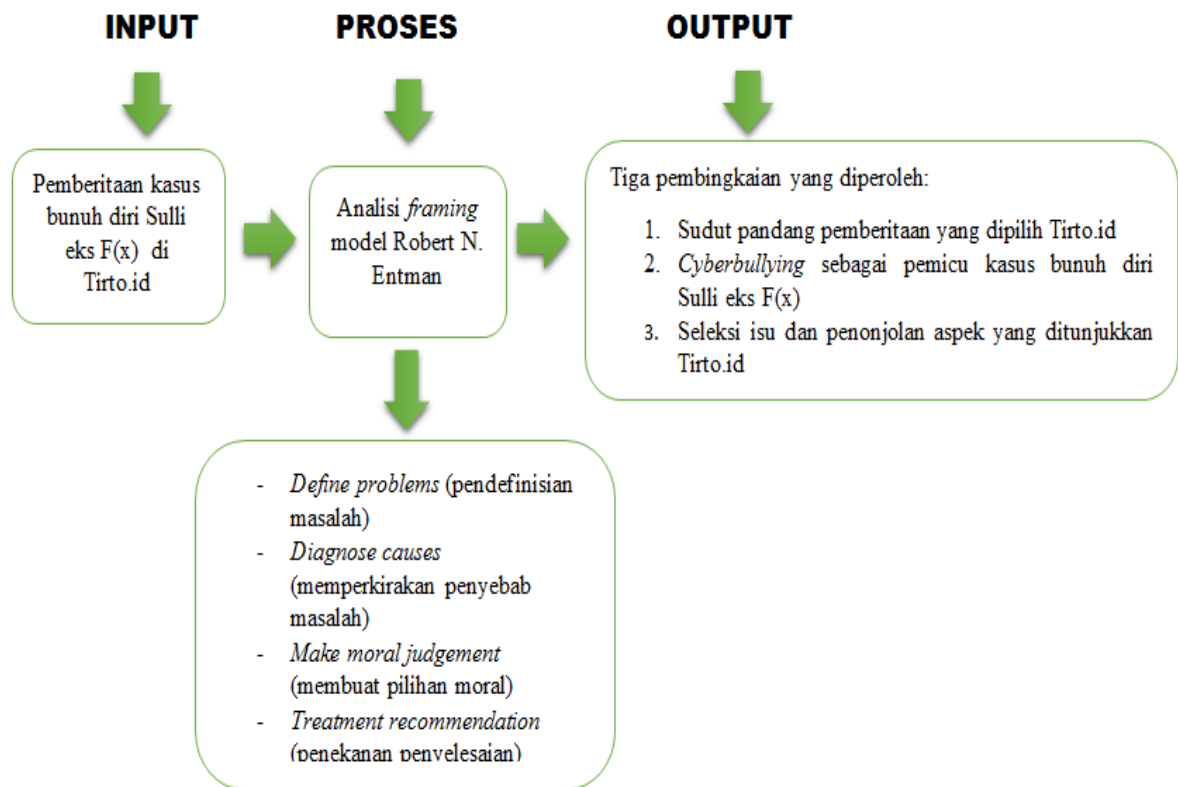 INPUT
PROSES
OUTPUT
Pemberitaan kasus
bunuh diri Sulli
eks F(x) di
Tirto.id
Analisi framing
model Robert N.
Entman
Tiga pembingkaian yang diperoleh:
1. Sudut pandang pemberitaan yang dipilih Tirto.id
2. Cyberbullying sebagai pemicu kasus bunuh diri
Sulli eks F(x)
3. Seleksi isu dan penonjolan aspek yang ditunjukkan
Tirto.id
- Define problems (pendefinisian
masalah)
- Diagnose causes
(memperkirakan penyebab
masalah)
- Make moral judgement
(membuat pilihan moral)
- Treatment recommendation
(penekanan penyelesaian)